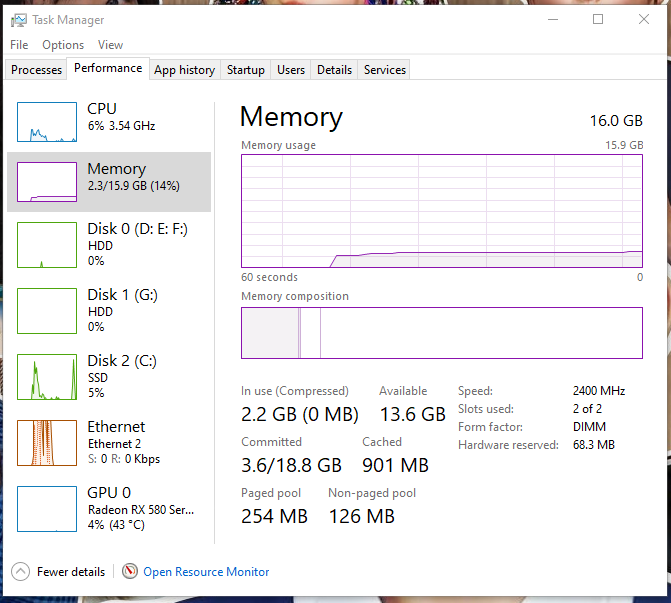 Task Manager
File Options View
Processes Performance App history Startup Users Details Services
CPU
6% 3.54 GHz
Memory
2.3/15.9 GB (14%)
Disk 0 (D: E: F:)
HDD
0%
Disk 1 (G:)
HDD
0%
Disk 2 (C:)
SSD
5%
Ethernet
Ethernet 2
S: 0 R: 0 Kbps
GPU 0
Radeon RX 580 Ser...
4% (43 °C)
Memory 16.0 GB
Memory usage 15.9 GB
60 seconds 0
Memory composition
In use (Compressed) Available
2.2 GB (0 MB) 13.6 GB
Committed Cached
3.6/18.8 GB 901 MB
Paged pool Non-paged pool
254 MB 126 MB
Speed: 2400 MHz
Slots used: 2 of 2
Form factor: DIMM
Hardware reserved: 68.3 MB
Fewer details Open Resource Monitor